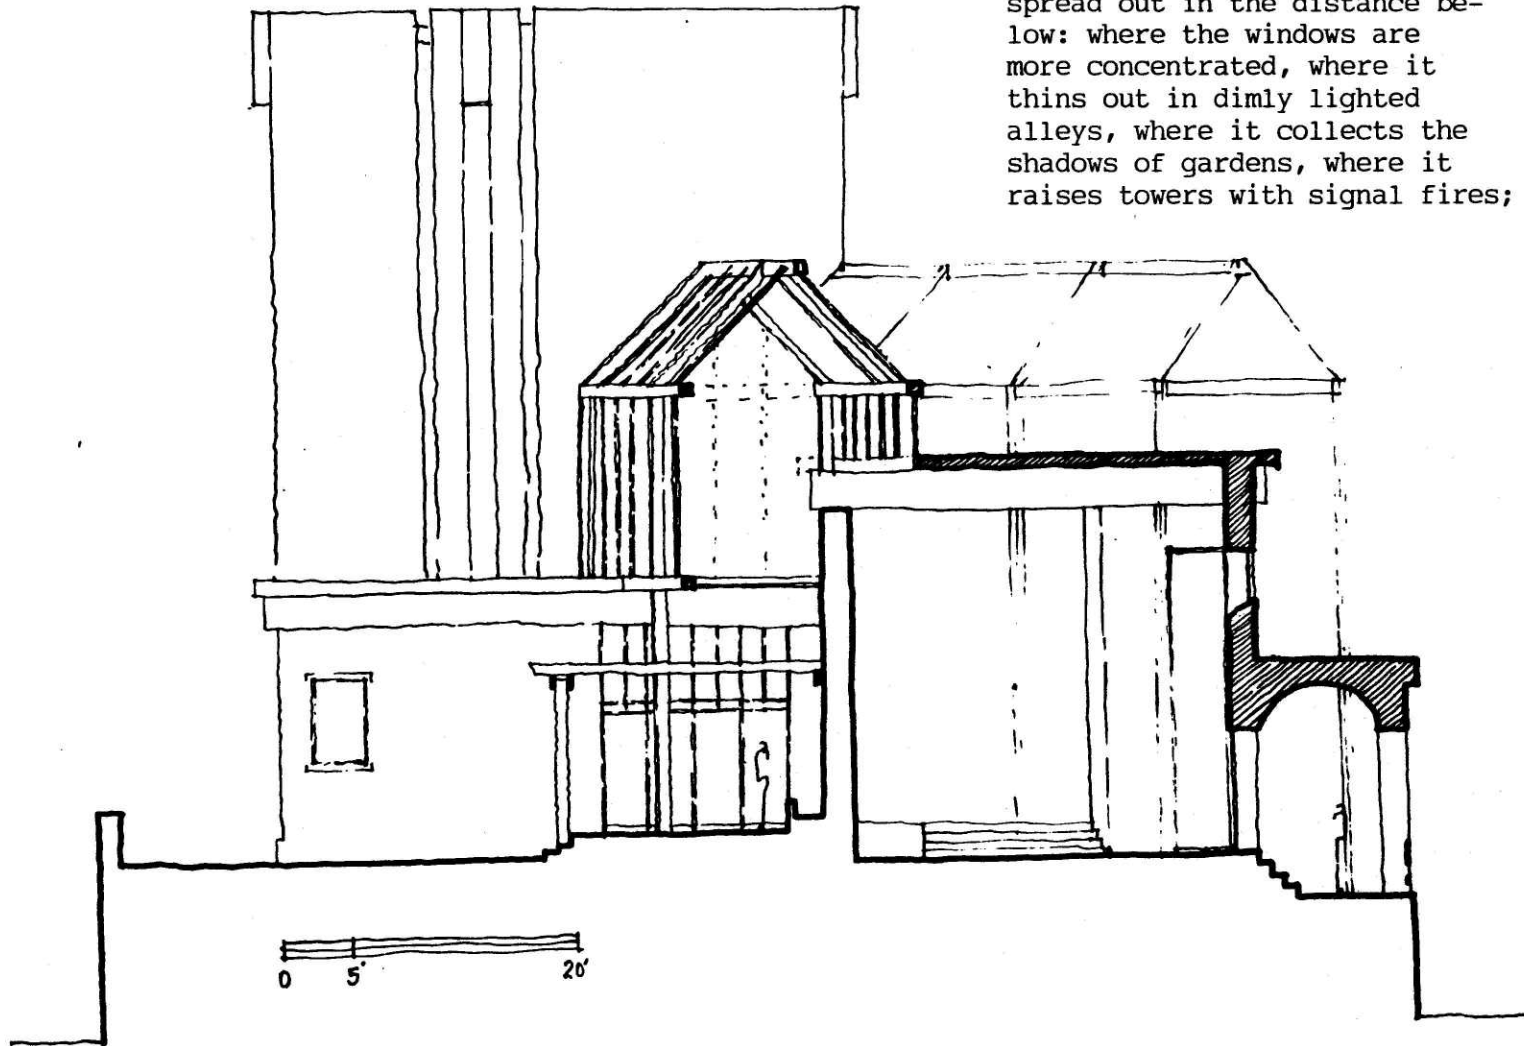 spread out in the distance be-
low: where the windows are
more concentrated, where it
thins out in dimly lighted
alleys, where it collects the
shadows of gardens, where it
raises towers with signal fires;
0 5' 20'